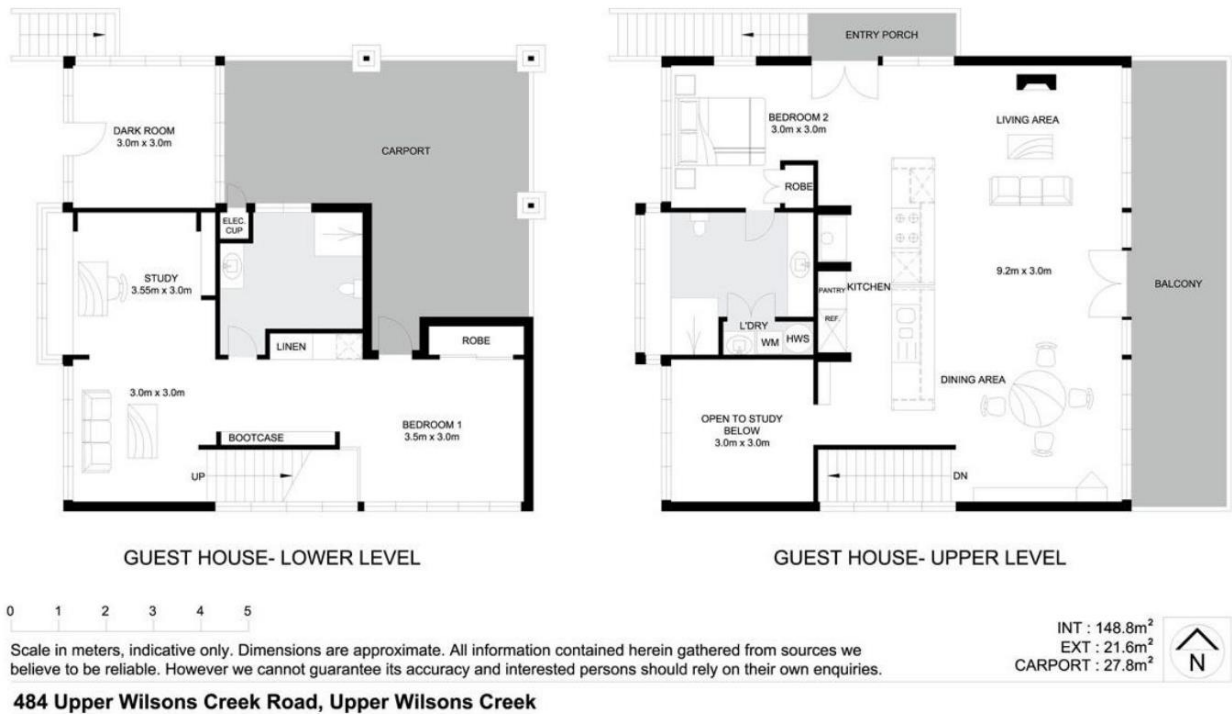 DARK ROOM
3.0m x 3.0m
CARPORT
ELEC.
CUP
STUDY
3.55m x 3.0m
LINEN
ROBE
3.0m x 3.0m
BOOTCASE
BEDROOM 1
3.5m x 3.0m
UP
GUEST HOUSE- LOWER LEVEL
ENTRY PORCH
BEDROOM 2
3.0m x 3.0m
LIVING AREA
ROBE
9.2m x 3.0m
BALCONY
PANTRY
KITCHEN
REF.
L'DRY
WM
HWS
DINING AREA
OPEN TO STUDY
BELOW
3.0m x 3.0m
DN
GUEST HOUSE- UPPER LEVEL
0 1 2 3 4 5
Scale in meters, indicative only. Dimensions are approximate. All information contained herein gathered from sources we
believe to be reliable. However we cannot guarantee its accuracy and interested persons should rely on their own enquiries.
INT : 148.8m²
EXT : 21.6m²
CARPORT : 27.8m²
N
484 Upper Wilsons Creek Road, Upper Wilsons Creek